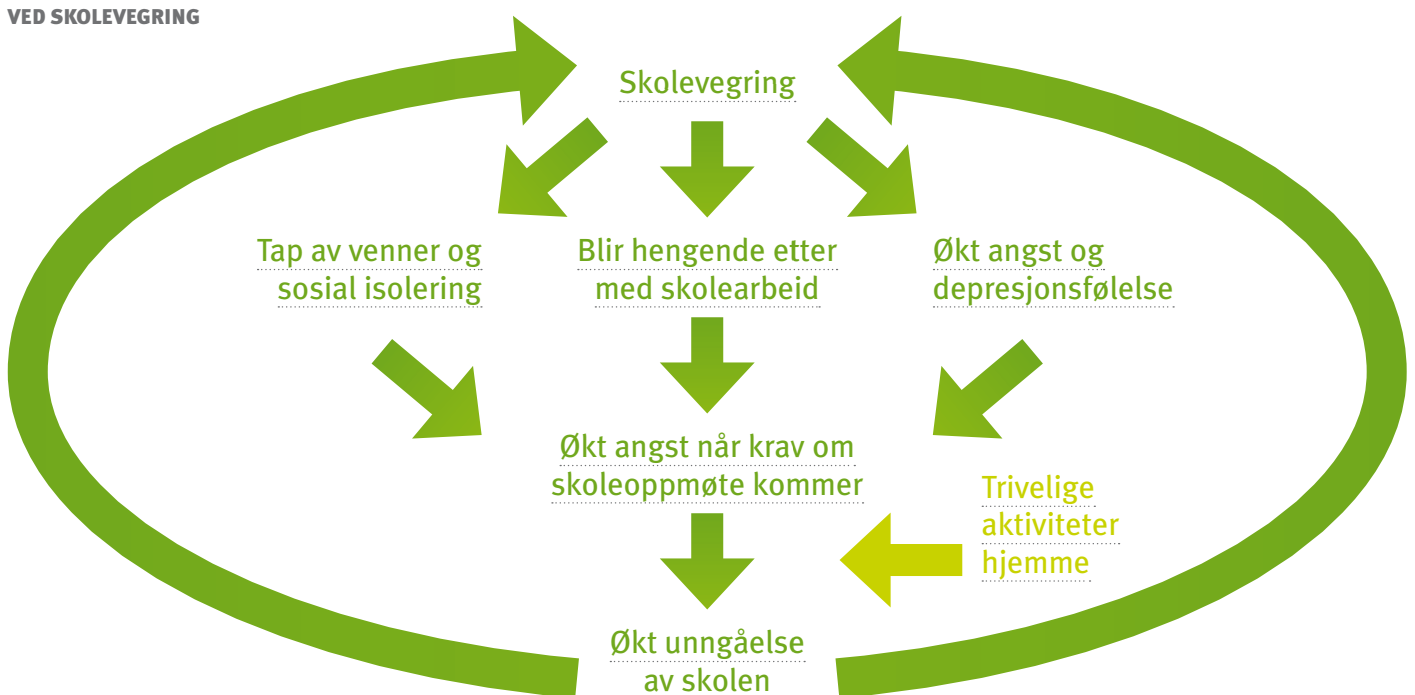 VED SKOLEVEGRING
Skolevegring
Tap av venner og
sosial isolering
Blir hengende etter
med skolearbeid
Økt angst og
depresjonsfølelse
Økt angst når krav om
skoleoppmøte kommer
Trivelige
aktiviteter
hjemme
Økt unngåelse
av skolen